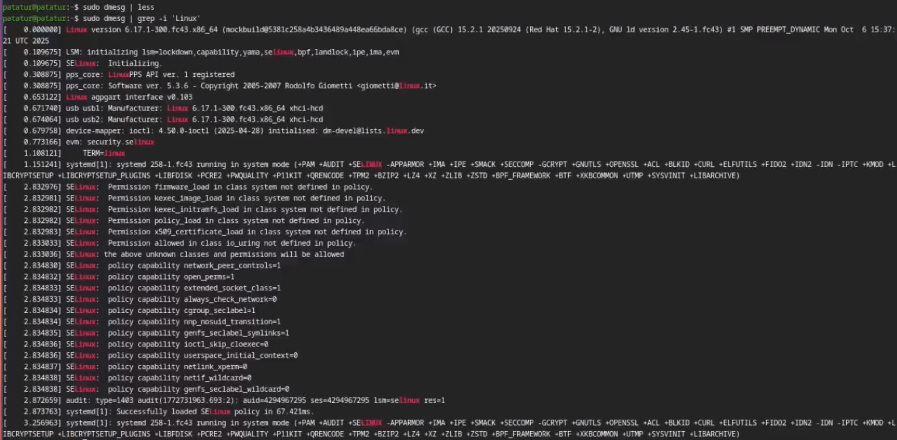 patatur@patatur:~$ sudo dmesg | less
patatur@patatur:~$ sudo dmesg | grep -i 'Linux'
[    0.000000] Linux version 6.17.1-300.fc43.x86_64 (mockbuild@5381c258a4b3436489a448ea66bda8ce) (gcc (GCC) 15.2.1 20250924 (Red Hat 15.2.1-2), GNU ld version 2.45-1.fc43) #1 SMP PREEMPT_DYNAMIC Mon Oct  6 15:37:
21 UTC 2025
[    0.109675] LSM: initializing lsm=lockdown,capability,yama,selinux,bpf,landlock,ipe,ima,evm
[    0.109675] SELinux:  Initializing.
[    0.308875] pps_core: LinuxPPS API ver. 1 registered
[    0.308875] pps_core: Software ver. 5.3.6 - Copyright 2005-2007 Rodolfo Giometti <giometti@linux.it>
[    0.653122] Linux agpgart interface v0.103
[    0.671740] usb usb1: Manufacturer: Linux 6.17.1-300.fc43.x86_64 xhci-hcd
[    0.674064] usb usb2: Manufacturer: Linux 6.17.1-300.fc43.x86_64 xhci-hcd
[    0.679758] device-mapper: ioctl: 4.50.0-ioctl (2025-04-28) initialised: dm-devel@lists.linux.dev
[    0.773166] evm: security.selinux
[    1.108121]     TERM=linux
[    1.151241] systemd[1]: systemd 258-1.fc43 running in system mode (+PAM +AUDIT +SELINUX -APPARMOR +IMA +IPE +SMACK +SECCOMP -GCRYPT +GNUTLS +OPENSSL +ACL +BLKID +CURL +ELFUTILS +FIDO2 +IDN2 -IDN -IPTC +KMOD +L
IBCRYPTSETUP +LIBCRYPTSETUP_PLUGINS +LIBFDISK +PCRE2 +PWQUALITY +P11KIT +QRENCODE +TPM2 +BZIP2 +LZ4 +XZ +ZLIB +ZSTD +BPF_FRAMEWORK +BTF +XKBCOMMON +UTMP +SYSVINIT +LIBARCHIVE)
[    2.832976] SELinux:  Permission firmware_load in class system not defined in policy.
[    2.832981] SELinux:  Permission kexec_image_load in class system not defined in policy.
[    2.832982] SELinux:  Permission kexec_initramfs_load in class system not defined in policy.
[    2.832982] SELinux:  Permission policy_load in class system not defined in policy.
[    2.832983] SELinux:  Permission x509_certificate_load in class system not defined in policy.
[    2.833033] SELinux:  Permission allowed in class io_uring not defined in policy.
[    2.833036] SELinux: the above unknown classes and permissions will be allowed
[    2.834830] SELinux:  policy capability network_peer_controls=1
[    2.834832] SELinux:  policy capability open_perms=1
[    2.834833] SELinux:  policy capability extended_socket_class=1
[    2.834833] SELinux:  policy capability always_check_network=0
[    2.834834] SELinux:  policy capability cgroup_seclabel=1
[    2.834834] SELinux:  policy capability nnp_nosuid_transition=1
[    2.834835] SELinux:  policy capability genfs_seclabel_symlinks=1
[    2.834836] SELinux:  policy capability ioctl_skip_cloexec=0
[    2.834836] SELinux:  policy capability userspace_initial_context=0
[    2.834837] SELinux:  policy capability netlink_xperm=0
[    2.834838] SELinux:  policy capability netif_wildcard=0
[    2.834838] SELinux:  policy capability genfs_seclabel_wildcard=0
[    2.872659] audit: type=1403 audit(1772731963.693:2): auid=4294967295 ses=4294967295 lsm=selinux res=1
[    2.873763] systemd[1]: Successfully loaded SELinux policy in 67.421ms.
[    3.256963] systemd[1]: systemd 258-1.fc43 running in system mode (+PAM +AUDIT +SELINUX -APPARMOR +IMA +IPE +SMACK +SECCOMP -GCRYPT +GNUTLS +OPENSSL +ACL +BLKID +CURL +ELFUTILS +FIDO2 +IDN2 -IDN -IPTC +KMOD +L
IBCRYPTSETUP +LIBCRYPTSETUP_PLUGINS +LIBFDISK +PCRE2 +PWQUALITY +P11KIT +QRENCODE +TPM2 +BZIP2 +LZ4 +XZ +ZLIB +ZSTD +BPF_FRAMEWORK +BTF +XKBCOMMON +UTMP +SYSVINIT +LIBARCHIVE)